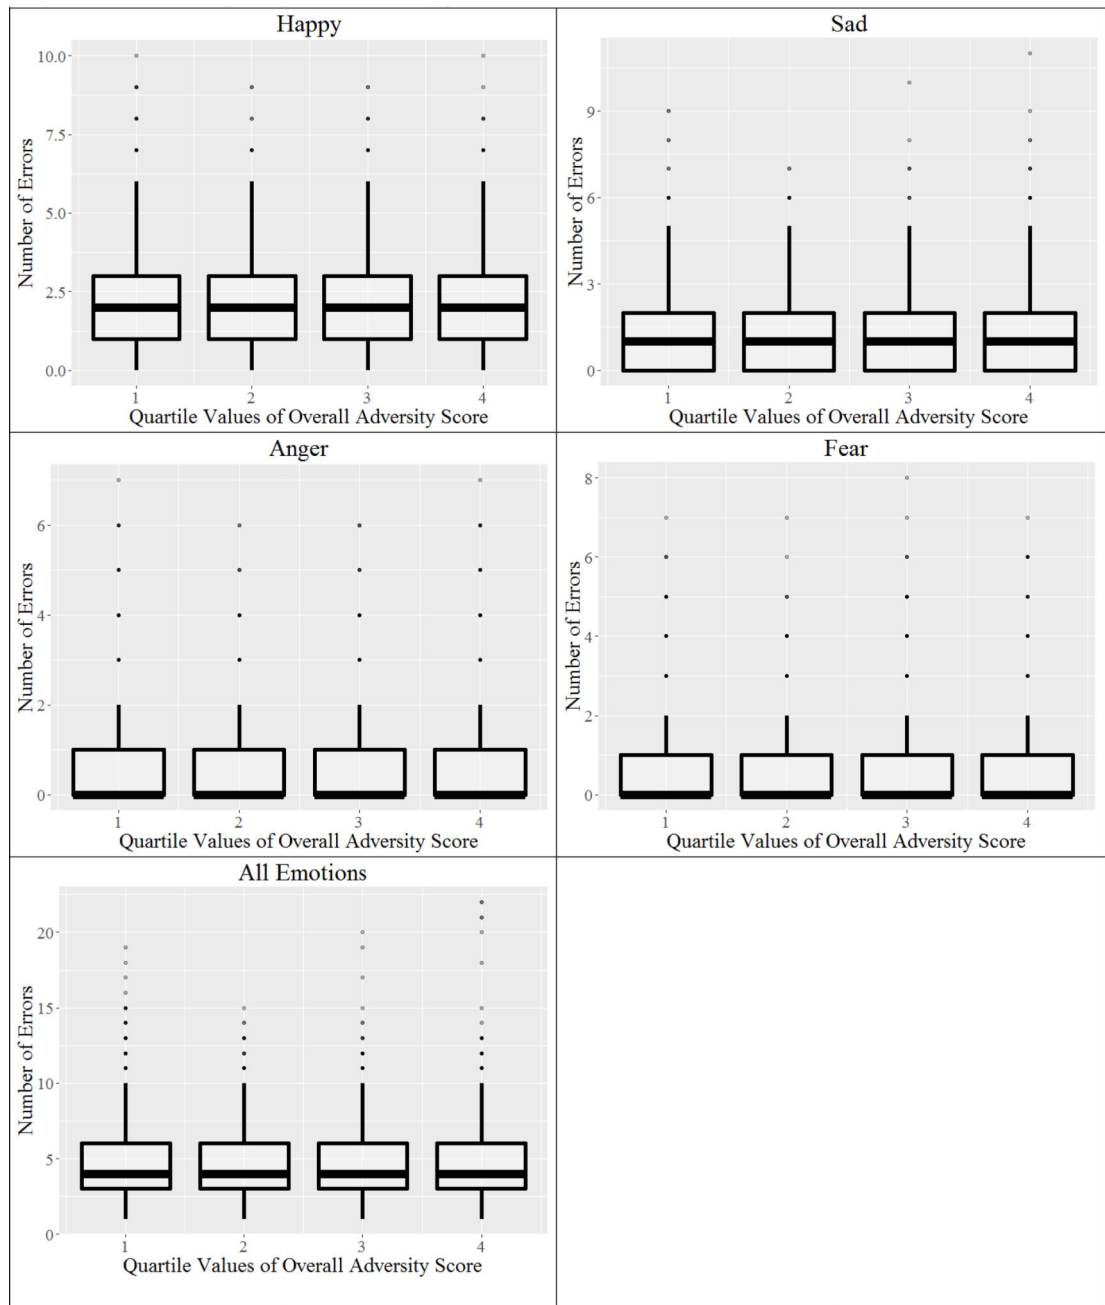 Happy
10.0
7.5
5.0
2.5
0.0
Number of Errors
1 2 3 4
Quartile Values of Overall Adversity Score
Sad
9
6
3
0
Number of Errors
1 2 3 4
Quartile Values of Overall Adversity Score
Anger
6
4
2
0
Number of Errors
1 2 3 4
Quartile Values of Overall Adversity Score
Fear
8
6
4
2
0
Number of Errors
1 2 3 4
Quartile Values of Overall Adversity Score
All Emotions
20
15
10
5
0
Number of Errors
1 2 3 4
Quartile Values of Overall Adversity Score